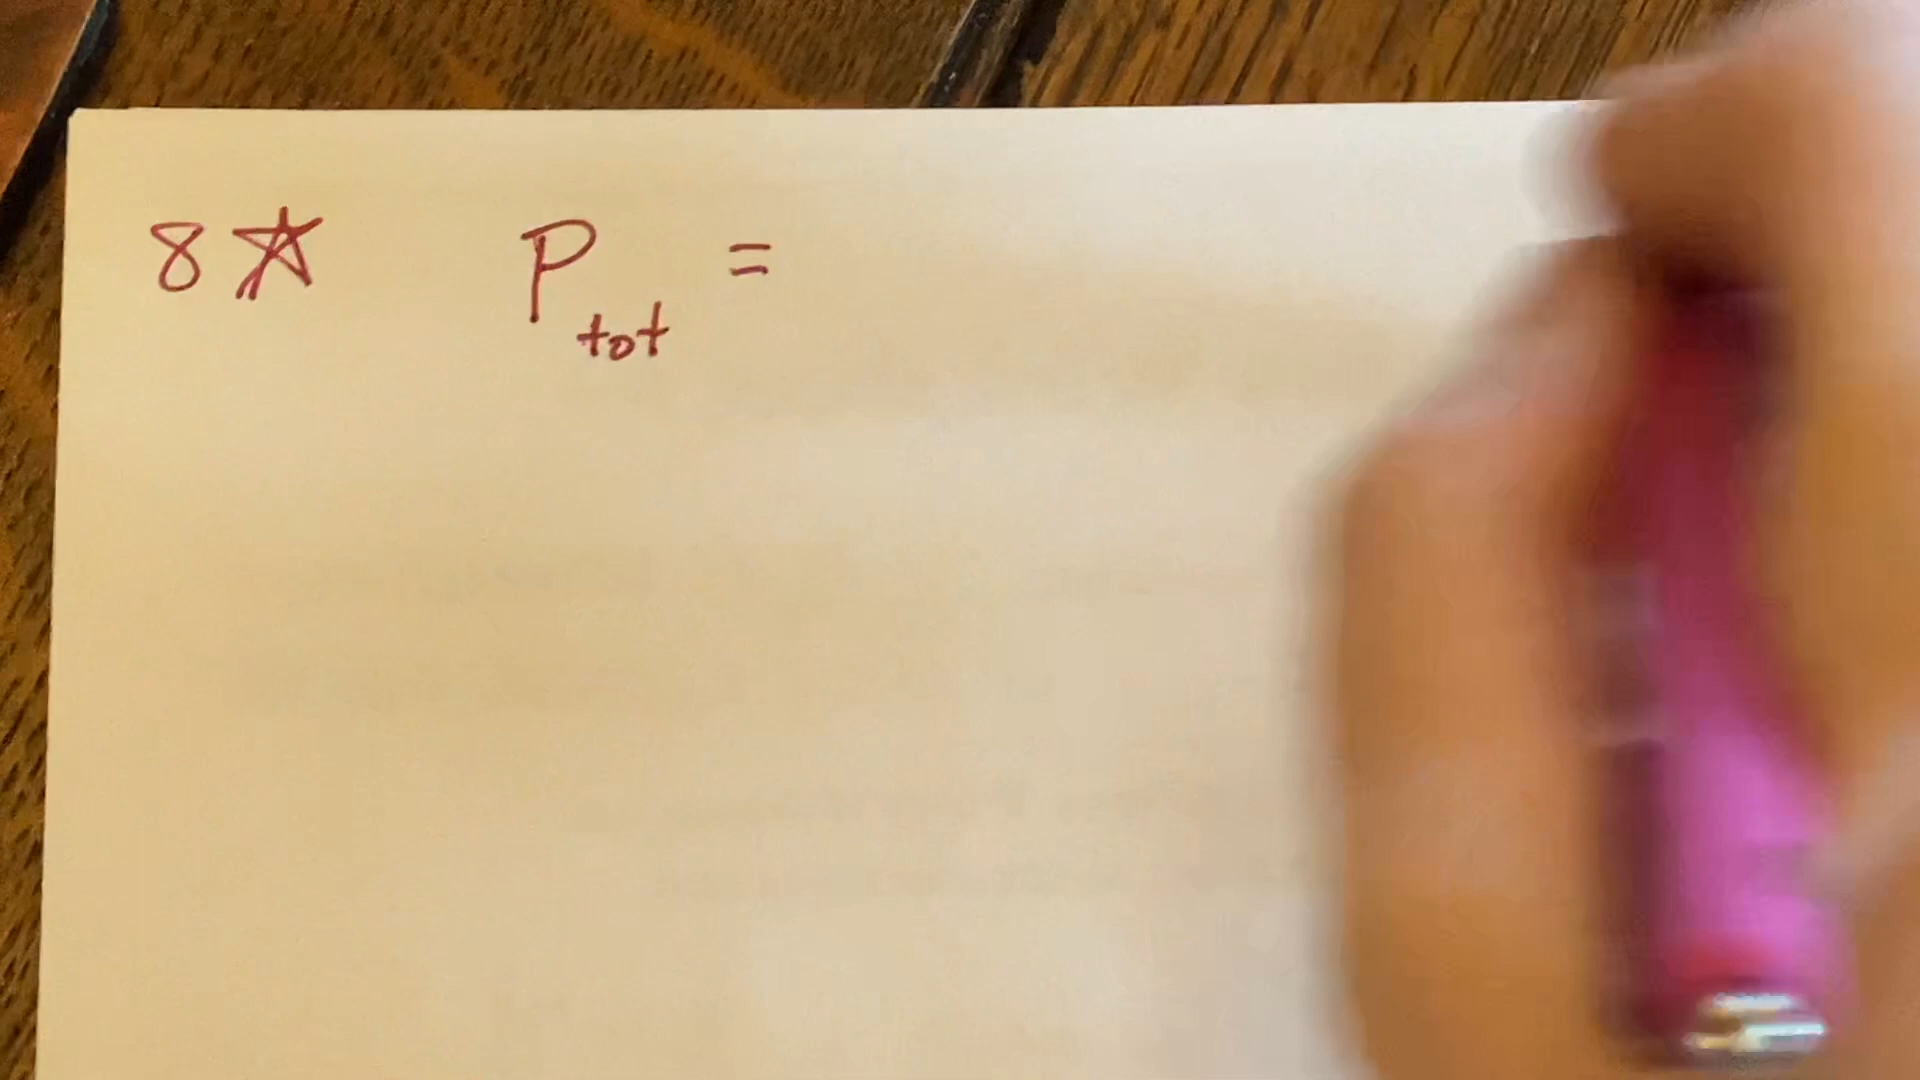 8☆ P_tot =